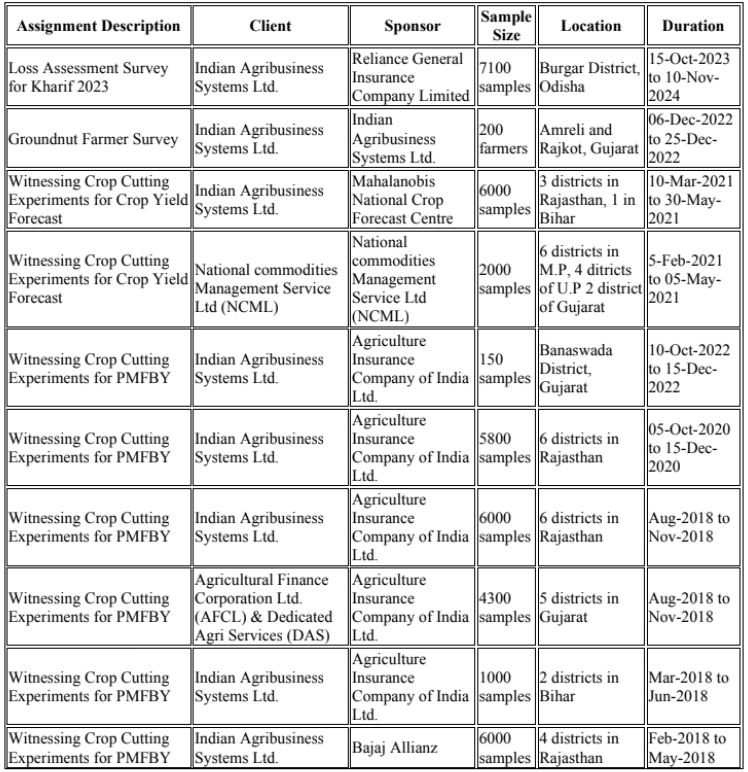 Assignment Description Client Sponsor Sample Size Location Duration
Loss Assessment Survey for Kharif 2023 Indian Agribusiness Systems Ltd. Reliance General Insurance Company Limited 7100 samples Burgar District, Odisha 15-Oct-2023 to 10-Nov-2024
Groundnut Farmer Survey Indian Agribusiness Systems Ltd. Indian Agribusiness Systems Ltd. 200 farmers Amreli and Rajkot, Gujarat 06-Dec-2022 to 25-Dec-2022
Witnessing Crop Cutting Experiments for Crop Yield Forecast Indian Agribusiness Systems Ltd. Mahalanobis National Crop Forecast Centre 6000 samples 3 districts in Rajasthan, 1 in Bihar 10-Mar-2021 to 30-May-2021
Witnessing Crop Cutting Experiments for Crop Yield Forecast National commodities Management Service Ltd (NCML) National commodities Management Service Ltd (NCML) 2000 samples 6 districts in M.P, 4 ditricts of U.P 2 district of Gujarat 5-Feb-2021 to 05-May-2021
Witnessing Crop Cutting Experiments for PMFBY Indian Agribusiness Systems Ltd. Agriculture Insurance Company of India Ltd. 150 samples Banaswada District, Gujarat 10-Oct-2022 to 15-Dec-2022
Witnessing Crop Cutting Experiments for PMFBY Indian Agribusiness Systems Ltd. Agriculture Insurance Company of India Ltd. 5800 samples 6 districts in Rajasthan 05-Oct-2020 to 15-Dec-2020
Witnessing Crop Cutting Experiments for PMFBY Indian Agribusiness Systems Ltd. Agriculture Insurance Company of India Ltd. 6000 samples 6 districts in Rajasthan Aug-2018 to Nov-2018
Witnessing Crop Cutting Experiments for PMFBY Agricultural Finance Corporation Ltd. (AFCL) & Dedicated Agri Services (DAS) Agriculture Insurance Company of India Ltd. 4300 samples 5 districts in Gujarat Aug-2018 to Nov-2018
Witnessing Crop Cutting Experiments for PMFBY Indian Agribusiness Systems Ltd. Agriculture Insurance Company of India Ltd. 1000 samples 2 districts in Bihar Mar-2018 to Jun-2018
Witnessing Crop Cutting Experiments for PMFBY Indian Agribusiness Systems Ltd. Bajaj Allianz 6000 samples 4 districts in Rajasthan Feb-2018 to May-2018